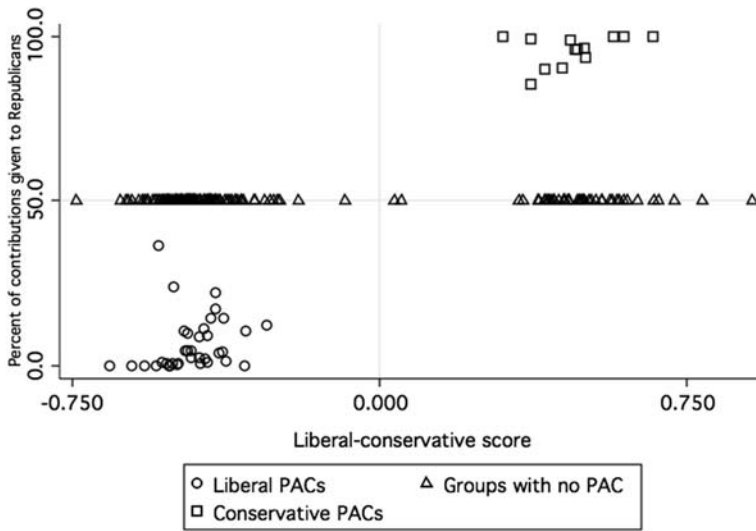 Percent of contributions given to Republicans
100.0
50.0
0.0
-0.750 0.000 0.750
Liberal-conservative score
Liberal PACs Groups with no PAC
Conservative PACs